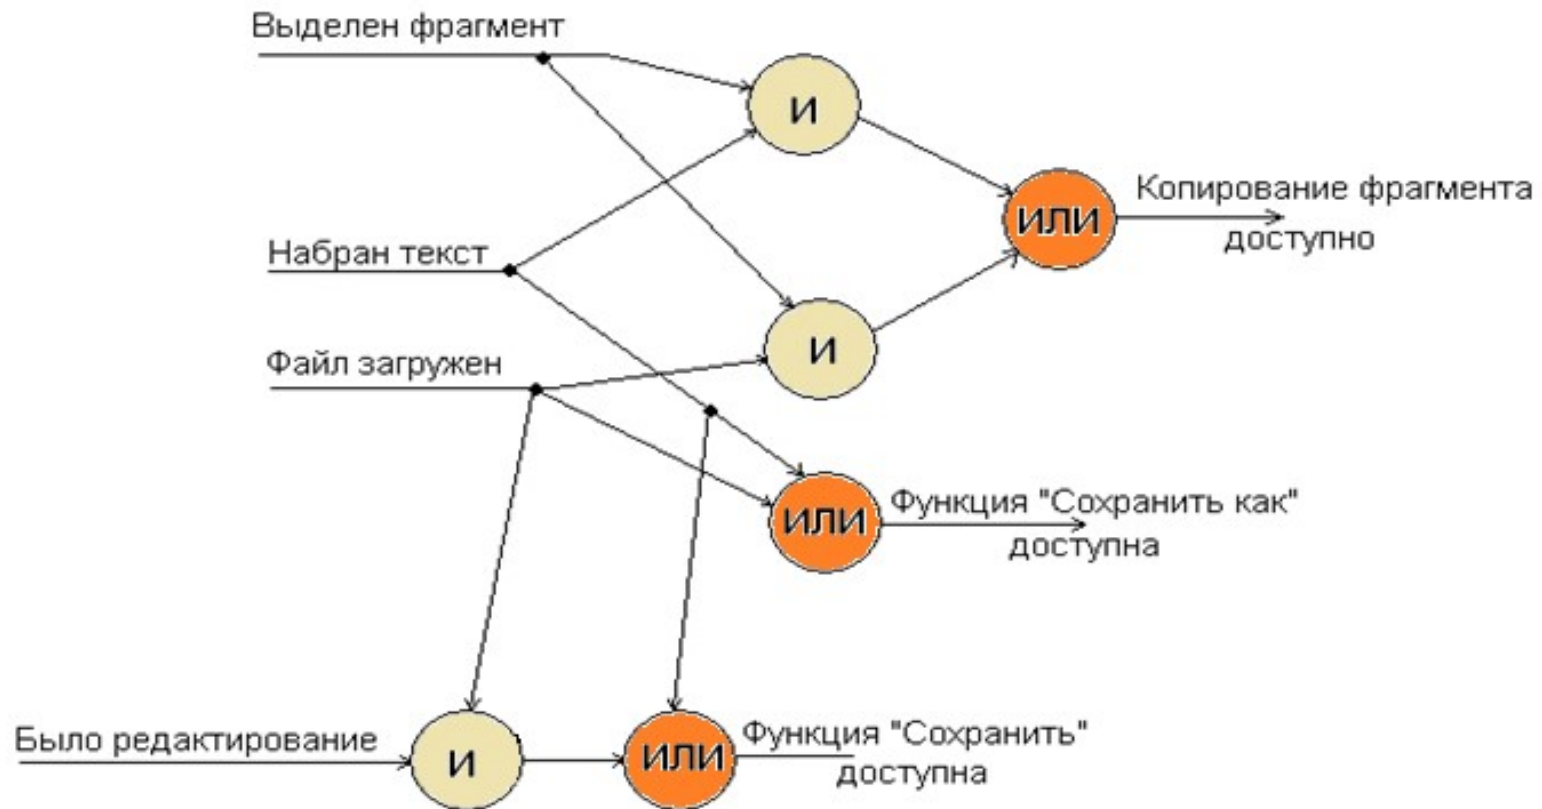 Выделен фрагмент
и
Копирование фрагмента
или
доступно
Набран текст
и
Файл загружен
Функция "Сохранить как"
или
доступна
Функция "Сохранить"
Было редактирование
и
или
доступна